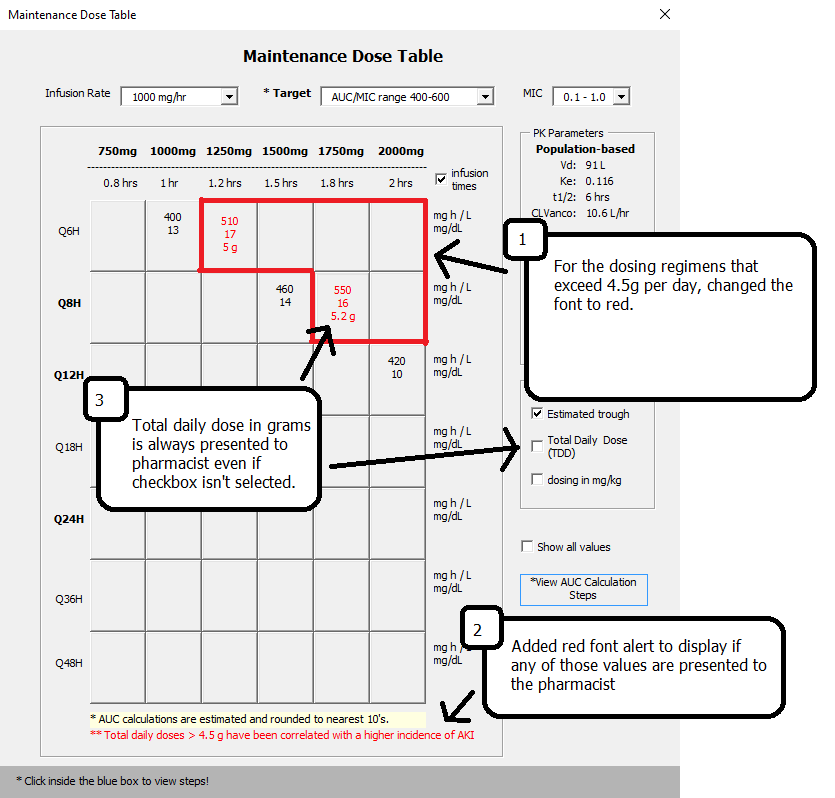 Maintenance Dose Table
Maintenance Dose Table
Infusion Rate 1000 mg/hr * Target AUC/MIC range 400-600 MIC 0.1 - 1.0
750mg 1000mg 1250mg 1500mg 1750mg 2000mg
0.8 hrs 1 hr 1.2 hrs 1.5 hrs 1.8 hrs 2 hrs
infusion
times
PK Parameters
Population-based
Vd: 91 L
Ke: 0.116
t1/2: 6 hrs
CLVanco: 10.6 L/hr
Q6H
400
13
510
17
5 g
mg h / L
mg/dL
Q8H
460
14
550
16
5.2 g
mg h / L
mg/dL
Q12H
420
10
mg h / L
mg/dL
Q18H
mg h / L
mg/dL
Q24H
mg h / L
mg/dL
Q36H
mg h / L
mg/dL
Q48H
mg h / L
mg/dL
1
For the dosing regimens that
exceed 4.5g per day, changed the
font to red.
3
Total daily dose in grams
is always presented to
pharmacist even if
checkbox isn't selected.
Estimated trough
Total Daily Dose
(TDD)
dosing in mg/kg
Show all values
*View AUC Calculation
Steps
2
Added red font alert to display if
any of those values are presented to
the pharmacist
* AUC calculations are estimated and rounded to nearest 10's.
** Total daily doses > 4.5 g have been correlated with a higher incidence of AKI
* Click inside the blue box to view steps!